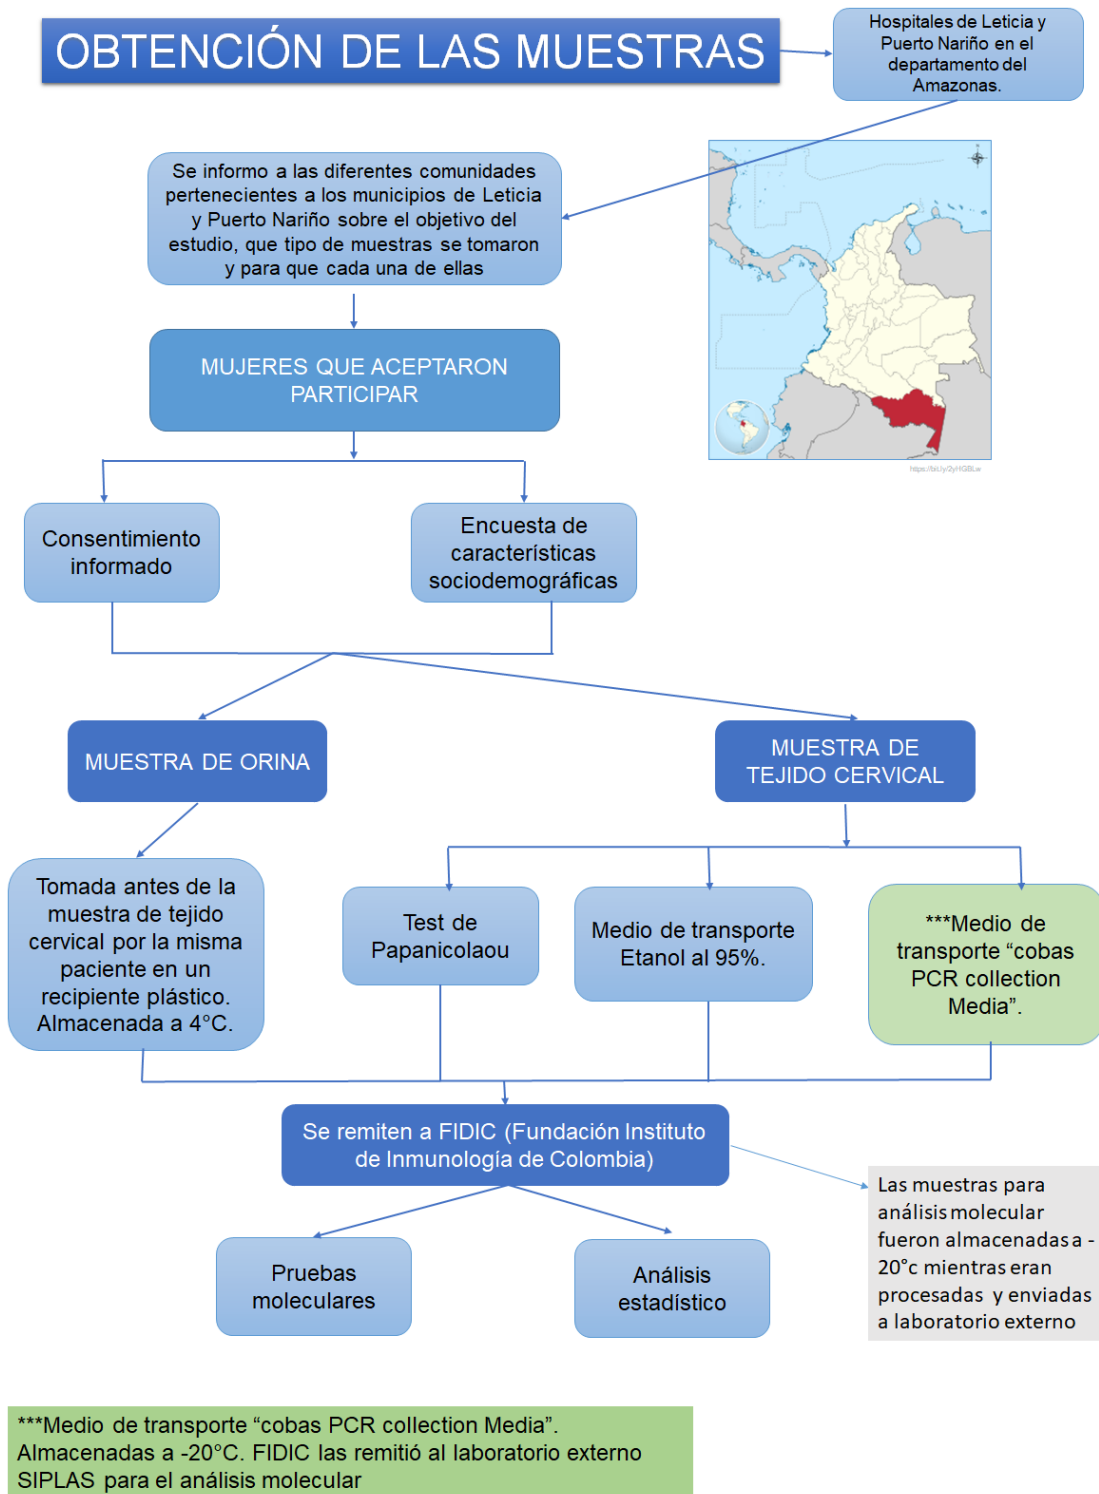 OBTENCIÓN DE LAS MUESTRAS
Hospitales de Leticia y
Puerto Nariño en el
departamento del
Amazonas.
Se informo a las diferentes comunidades
pertenecientes a los municipios de Leticia
y Puerto Nariño sobre el objetivo del
estudio, que tipo de muestras se tomaron
y para que cada una de ellas
https://bit.ly/2yHGBLw
MUJERES QUE ACEPTARON
PARTICIPAR
Consentimiento
informado
Encuesta de
características
sociodemográficas
MUESTRA DE ORINA
MUESTRA DE
TEJIDO CERVICAL
Tomada antes de la
muestra de tejido
cervical por la misma
paciente en un
recipiente plástico.
Almacenada a 4°C.
Test de
Papanicolaou
Medio de transporte
Etanol al 95%.
***Medio de
transporte “cobas
PCR collection
Media”.
Se remiten a FIDIC (Fundación Instituto
de Inmunología de Colombia)
Las muestras para
análisis molecular
fueron almacenadas a -
20°c mientras eran
procesadas y enviadas
a laboratorio externo
Pruebas
moleculares
Análisis
estadístico
***Medio de transporte “cobas PCR collection Media”.
Almacenadas a -20°C. FIDIC las remitió al laboratorio externo
SIPLAS para el análisis molecular